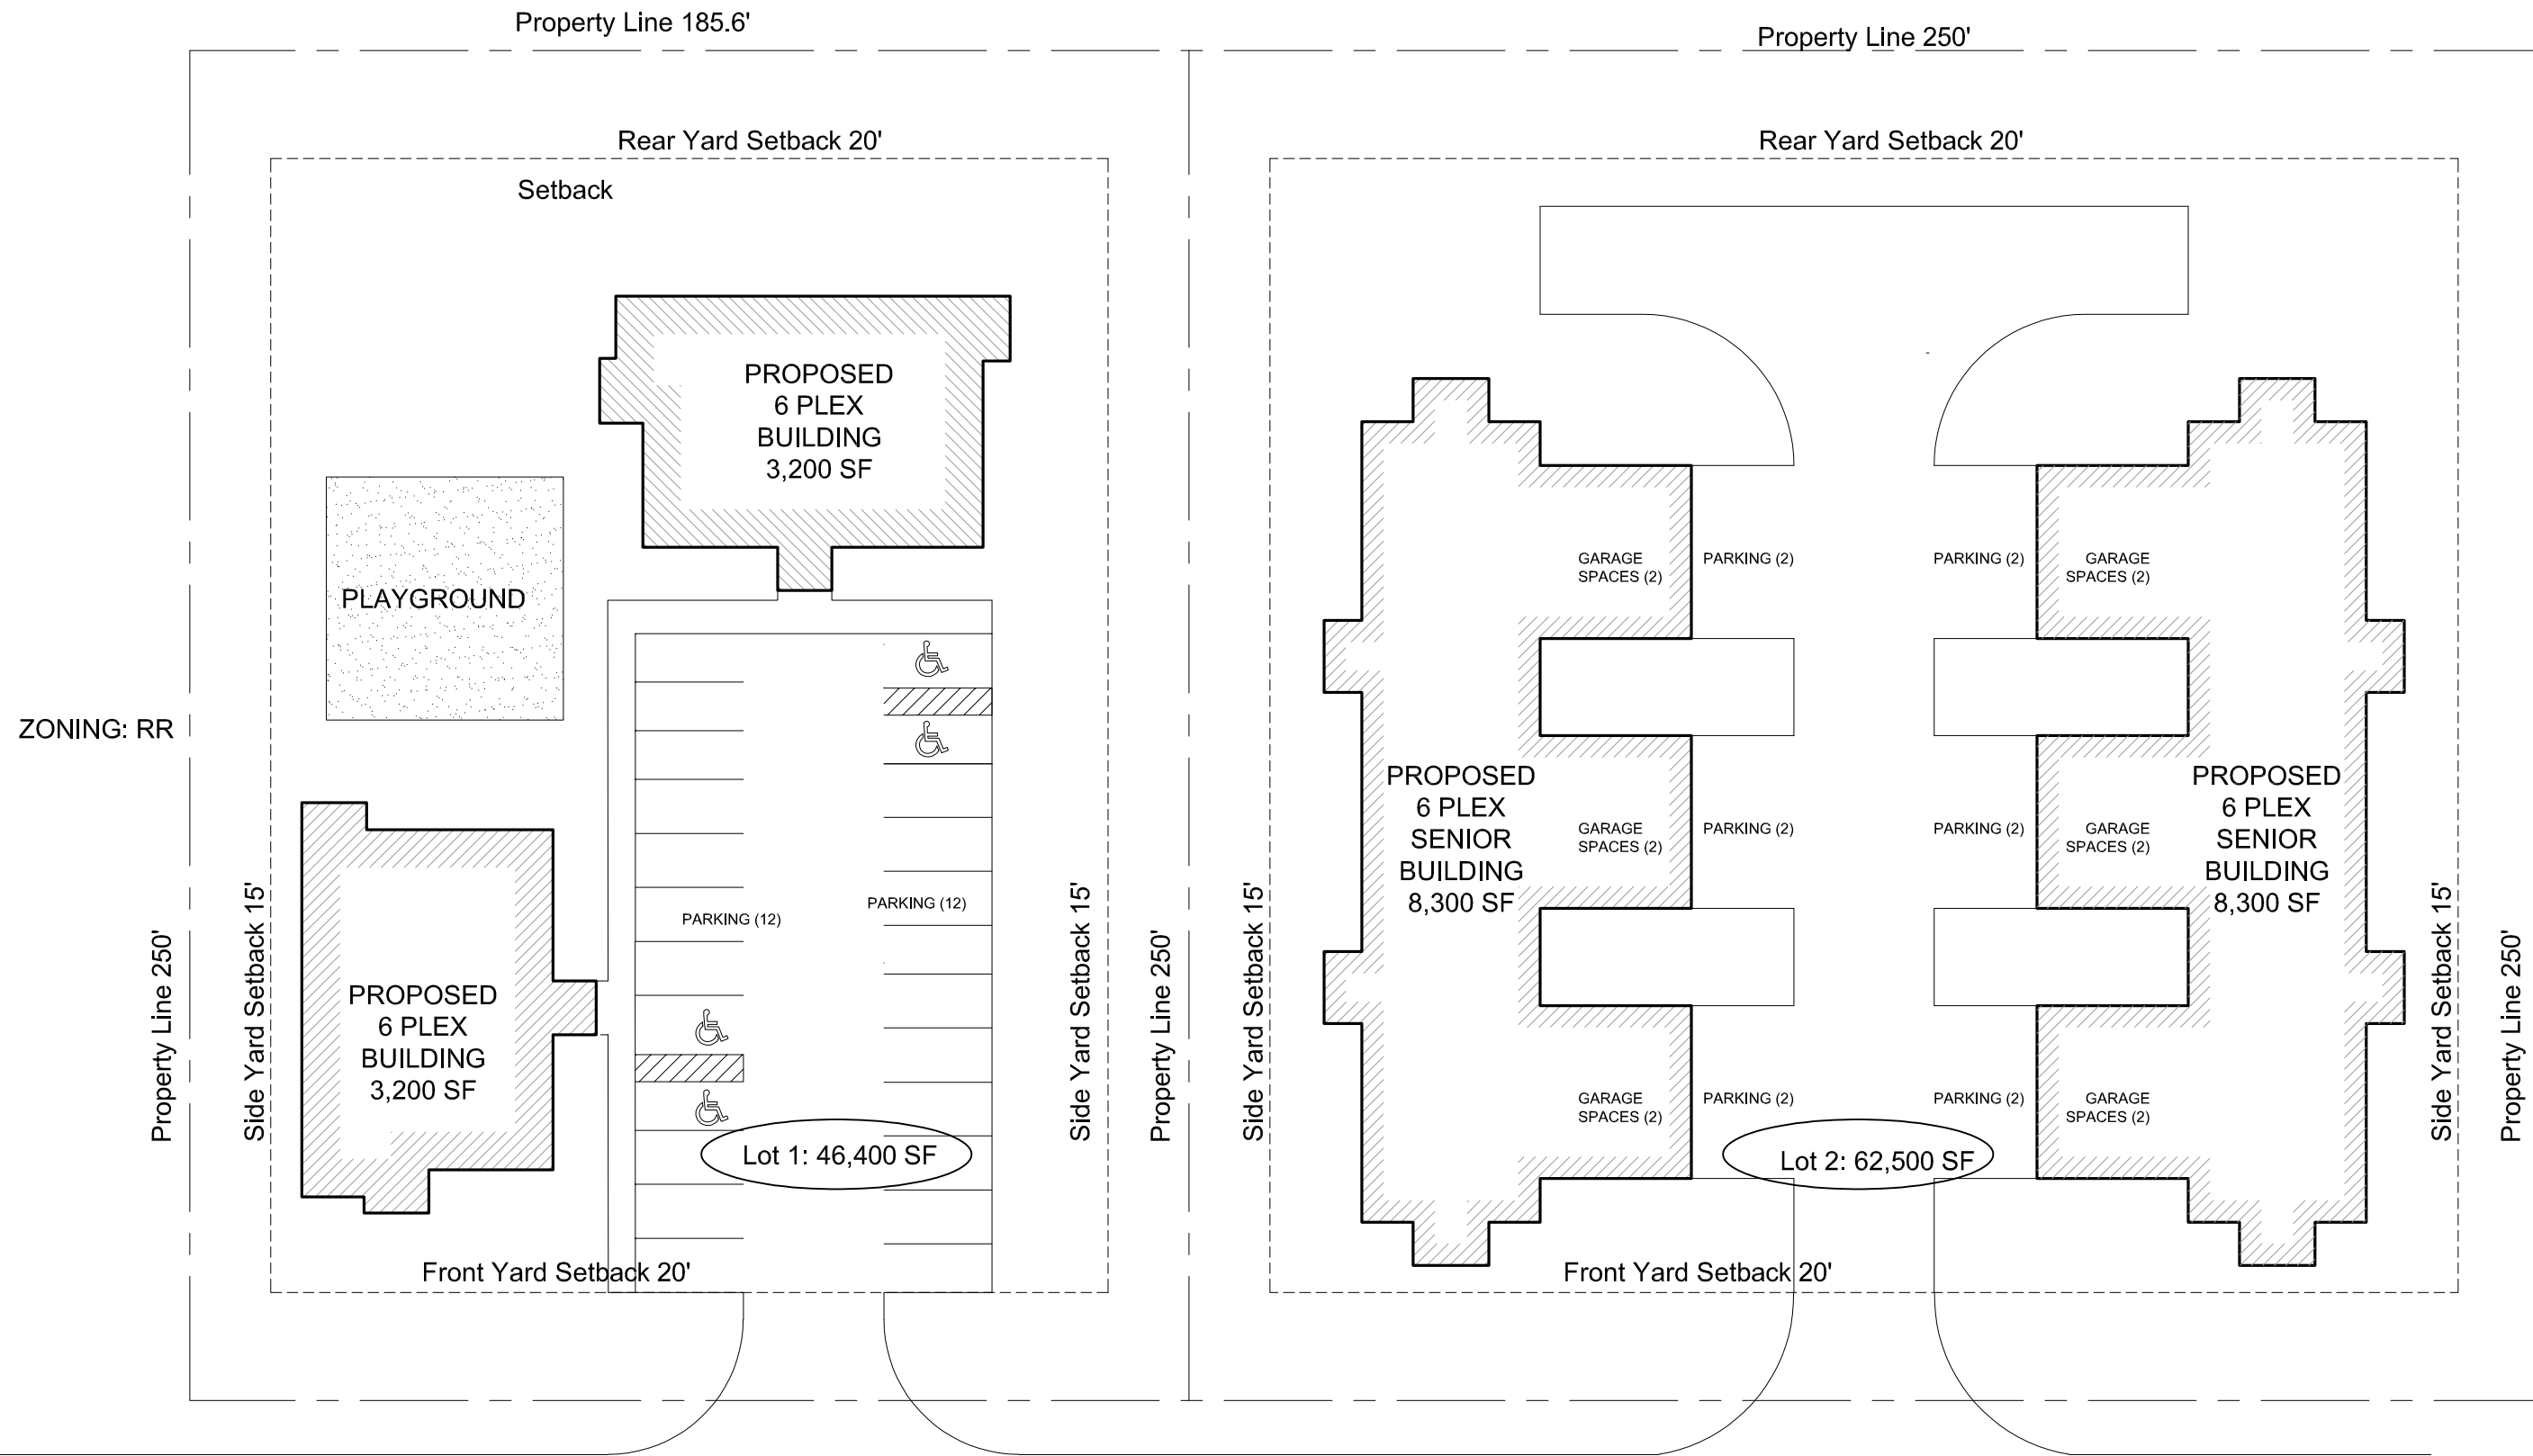 Property Line 185.6'
Property Line 250'
Rear Yard Setback 20'
Rear Yard Setback 20'
Setback
PROPOSED
6 PLEX
BUILDING
3,200 SF
PLAYGROUND
ZONING: RR
PROPOSED
6 PLEX
BUILDING
3,200 SF
PARKING (12)
PARKING (12)
Lot 1: 46,400 SF
Property Line 250'
Side Yard Setback 15'
Side Yard Setback 15'
Front Yard Setback 20'
Property Line 250'
Side Yard Setback 15'
GARAGE
SPACES (2)
PARKING (2)
PARKING (2)
GARAGE
SPACES (2)
PROPOSED
6 PLEX
SENIOR
BUILDING
8,300 SF
GARAGE
SPACES (2)
PARKING (2)
PARKING (2)
GARAGE
SPACES (2)
PROPOSED
6 PLEX
SENIOR
BUILDING
8,300 SF
GARAGE
SPACES (2)
PARKING (2)
PARKING (2)
GARAGE
SPACES (2)
Lot 2: 62,500 SF
Side Yard Setback 15'
Property Line 250'
Front Yard Setback 20'